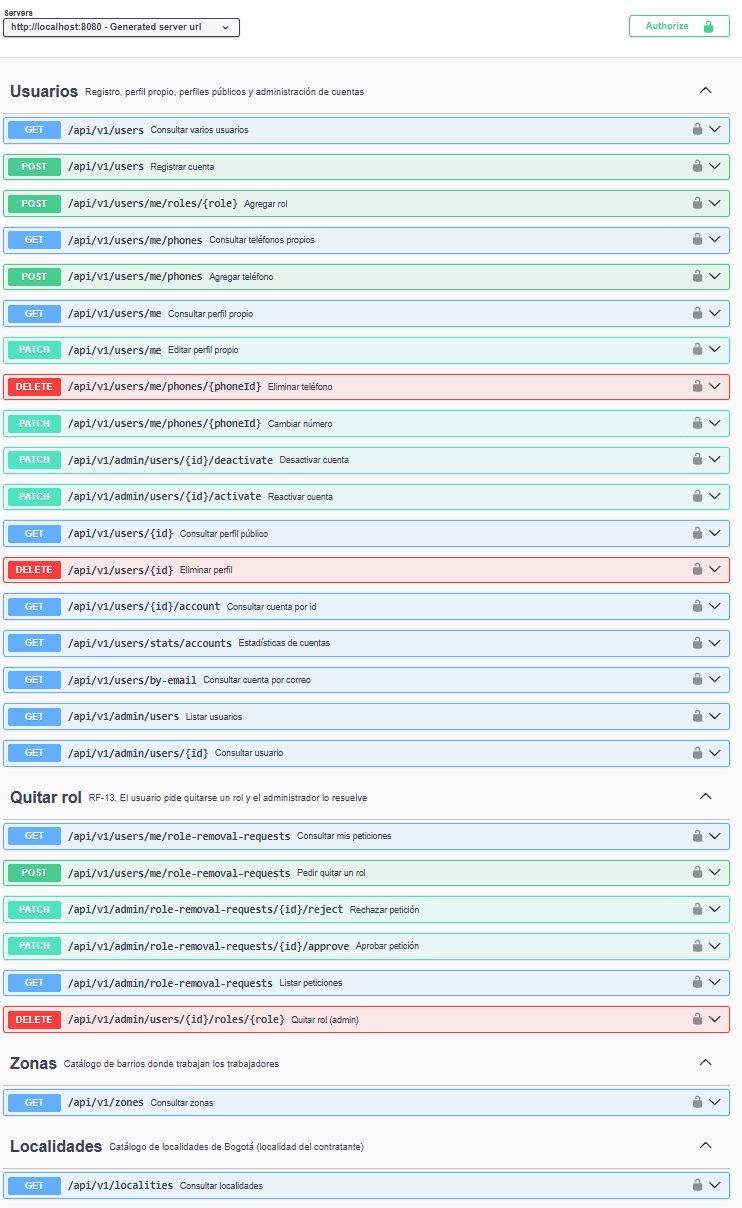 Servers
http://localhost:8080 - Generated server url
Authorize
Usuarios Registro, perfil propio, perfiles públicos y administración de cuentas
GET /api/v1/users Consultar varios usuarios
POST /api/v1/users Registrar cuenta
POST /api/v1/users/me/roles/{role} Agregar rol
GET /api/v1/users/me/phones Consultar teléfonos propios
POST /api/v1/users/me/phones Agregar teléfono
GET /api/v1/users/me Consultar perfil propio
PATCH /api/v1/users/me Editar perfil propio
DELETE /api/v1/users/me/phones/{phoneId} Eliminar teléfono
PATCH /api/v1/users/me/phones/{phoneId} Cambiar número
PATCH /api/v1/admin/users/{id}/deactivate Desactivar cuenta
PATCH /api/v1/admin/users/{id}/activate Reactivar cuenta
GET /api/v1/users/{id} Consultar perfil público
DELETE /api/v1/users/{id} Eliminar perfil
GET /api/v1/users/{id}/account Consultar cuenta por id
GET /api/v1/users/stats/accounts Estadísticas de cuentas
GET /api/v1/users/by-email Consultar cuenta por correo
GET /api/v1/admin/users Listar usuarios
GET /api/v1/admin/users/{id} Consultar usuario
Quitar rol RF-13. El usuario pide quitarse un rol y el administrador lo resuelve
GET /api/v1/users/me/role-removal-requests Consultar mis peticiones
POST /api/v1/users/me/role-removal-requests Pedir quitar un rol
PATCH /api/v1/admin/role-removal-requests/{id}/reject Rechazar petición
PATCH /api/v1/admin/role-removal-requests/{id}/approve Aprobar petición
GET /api/v1/admin/role-removal-requests Listar peticiones
DELETE /api/v1/admin/users/{id}/roles/{role} Quitar rol (admin)
Zonas Catálogo de barrios donde trabajan los trabajadores
GET /api/v1/zones Consultar zonas
Localidades Catálogo de localidades de Bogotá (localidad del contratante)
GET /api/v1/localities Consultar localidades